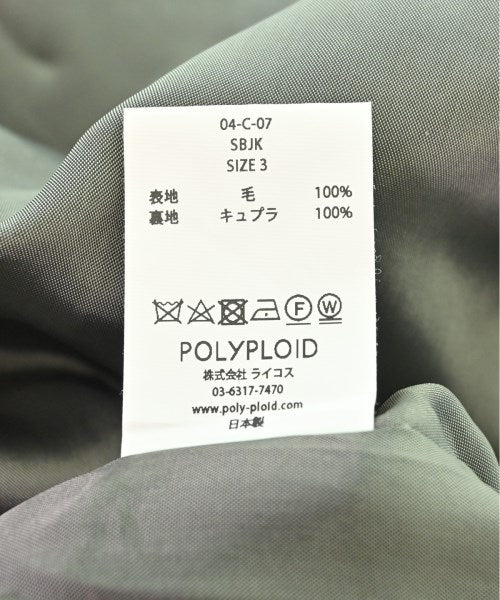 04-C-07
SBJK
SIZE 3
表地 毛 100%
裏地 キュプラ 100%
F W
POLYPLOID
株式会社 ライコス
03-6317-7470
www.poly-ploid.com
日本製